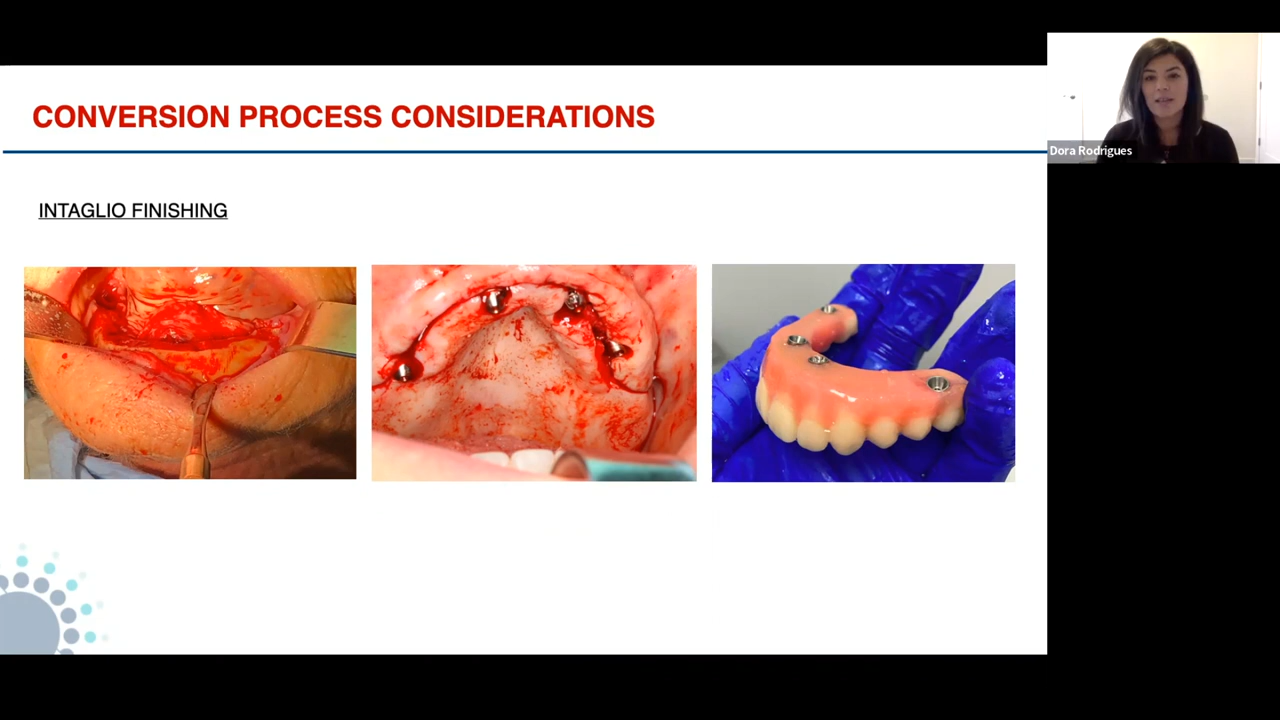 CONVERSION PROCESS CONSIDERATIONS
Dora Rodrigues
INTAGLIO FINISHING